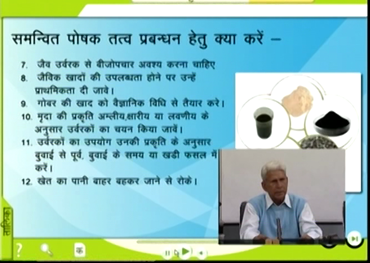 समन्वित पोषक तत्व प्रबन्धन हेतु क्या करें –
7. जैव उर्वरक से बीजोपचार अवश्य करना चाहिए
8. जैविक खादों की उपलब्धता होने पर उन्हें
प्राथमिकता दी जावे।
9. गोबर की खाद को वैज्ञानिक विधि से तैयार करे।
10. मृदा की प्रकृति अम्लीय,क्षारीय या लवणीय के
अनुसार उर्वरकों का चयन किया जावें।
11. उर्वरकों का उपयोग उनकी प्रकृति के अनुसार
बुवाई से पूर्व, बुवाई के समय या खडी फसल में
करें।
12. खेत का पानी बाहर बहकर जाने से रोके।
तालिका
?
क